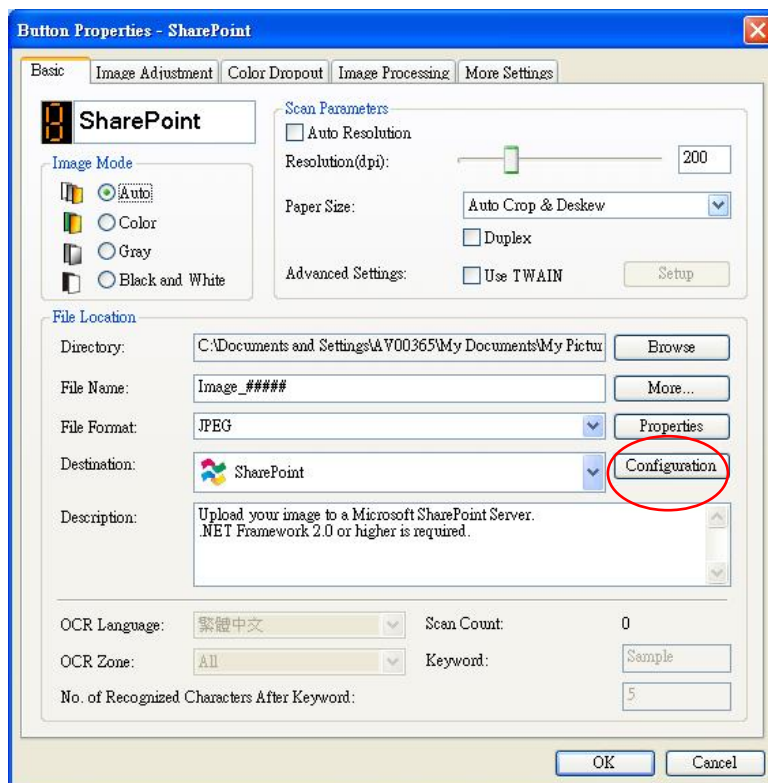 Button Properties - SharePoint
Basic Image Adjustment Color Dropout Image Processing More Settings
SharePoint
Scan Parameters
Auto Resolution
Resolution(dpi): 200
Paper Size: Auto Crop & Deskew
Duplex
Advanced Settings: Use TWAIN Setup
Image Mode
Auto
Color
Gray
Black and White
File Location
Directory: C:\Documents and Settings\AV00365\My Documents\My Pictur Browse
File Name: Image_##### More...
File Format: JPEG Properties
Destination: SharePoint Configuration
Description: Upload your image to a Microsoft SharePoint Server.
.NET Framework 2.0 or higher is required.
OCR Language: 繁體中文 Scan Count: 0
OCR Zone: All Keyword: Sample
No. of Recognized Characters After Keyword: 5
OK Cancel